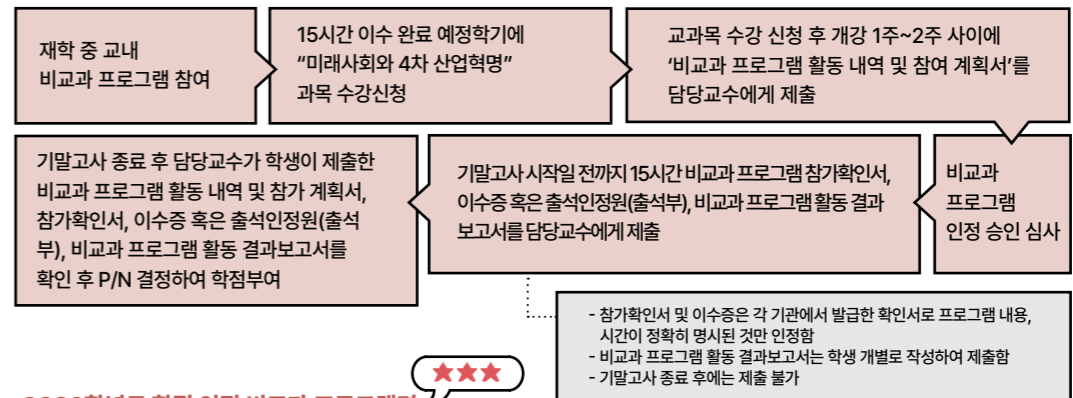 재학 중 교내
비교과 프로그램 참여
15시간 이수 완료 예정학기에
“미래사회와 4차 산업혁명”
과목 수강신청
교과목 수강 신청 후 개강 1주~2주 사이에
‘비교과 프로그램 활동 내역 및 참여 계획서’를
담당교수에게 제출
비교과
프로그램
인정 승인 심사
기말고사 시작일 전까지 15시간 비교과 프로그램 참가확인서,
이수증 혹은 출석인정원(출석부), 비교과 프로그램 활동 결과
보고서를 담당교수에게 제출
기말고사 종료 후 담당교수가 학생이 제출한
비교과 프로그램 활동 내역 및 참가 계획서,
참가확인서, 이수증 혹은 출석인정원(출석
부), 비교과 프로그램 활동 결과보고서를
확인 후 P/N 결정하여 학점부여
- 참가확인서 및 이수증은 각 기관에서 발급한 확인서로 프로그램 내용,
시간이 정확히 명시된 것만 인정함
- 비교과 프로그램 활동 결과보고서는 학생 개별로 작성하여 제출함
- 기말고사 종료 후에는 제출 불가